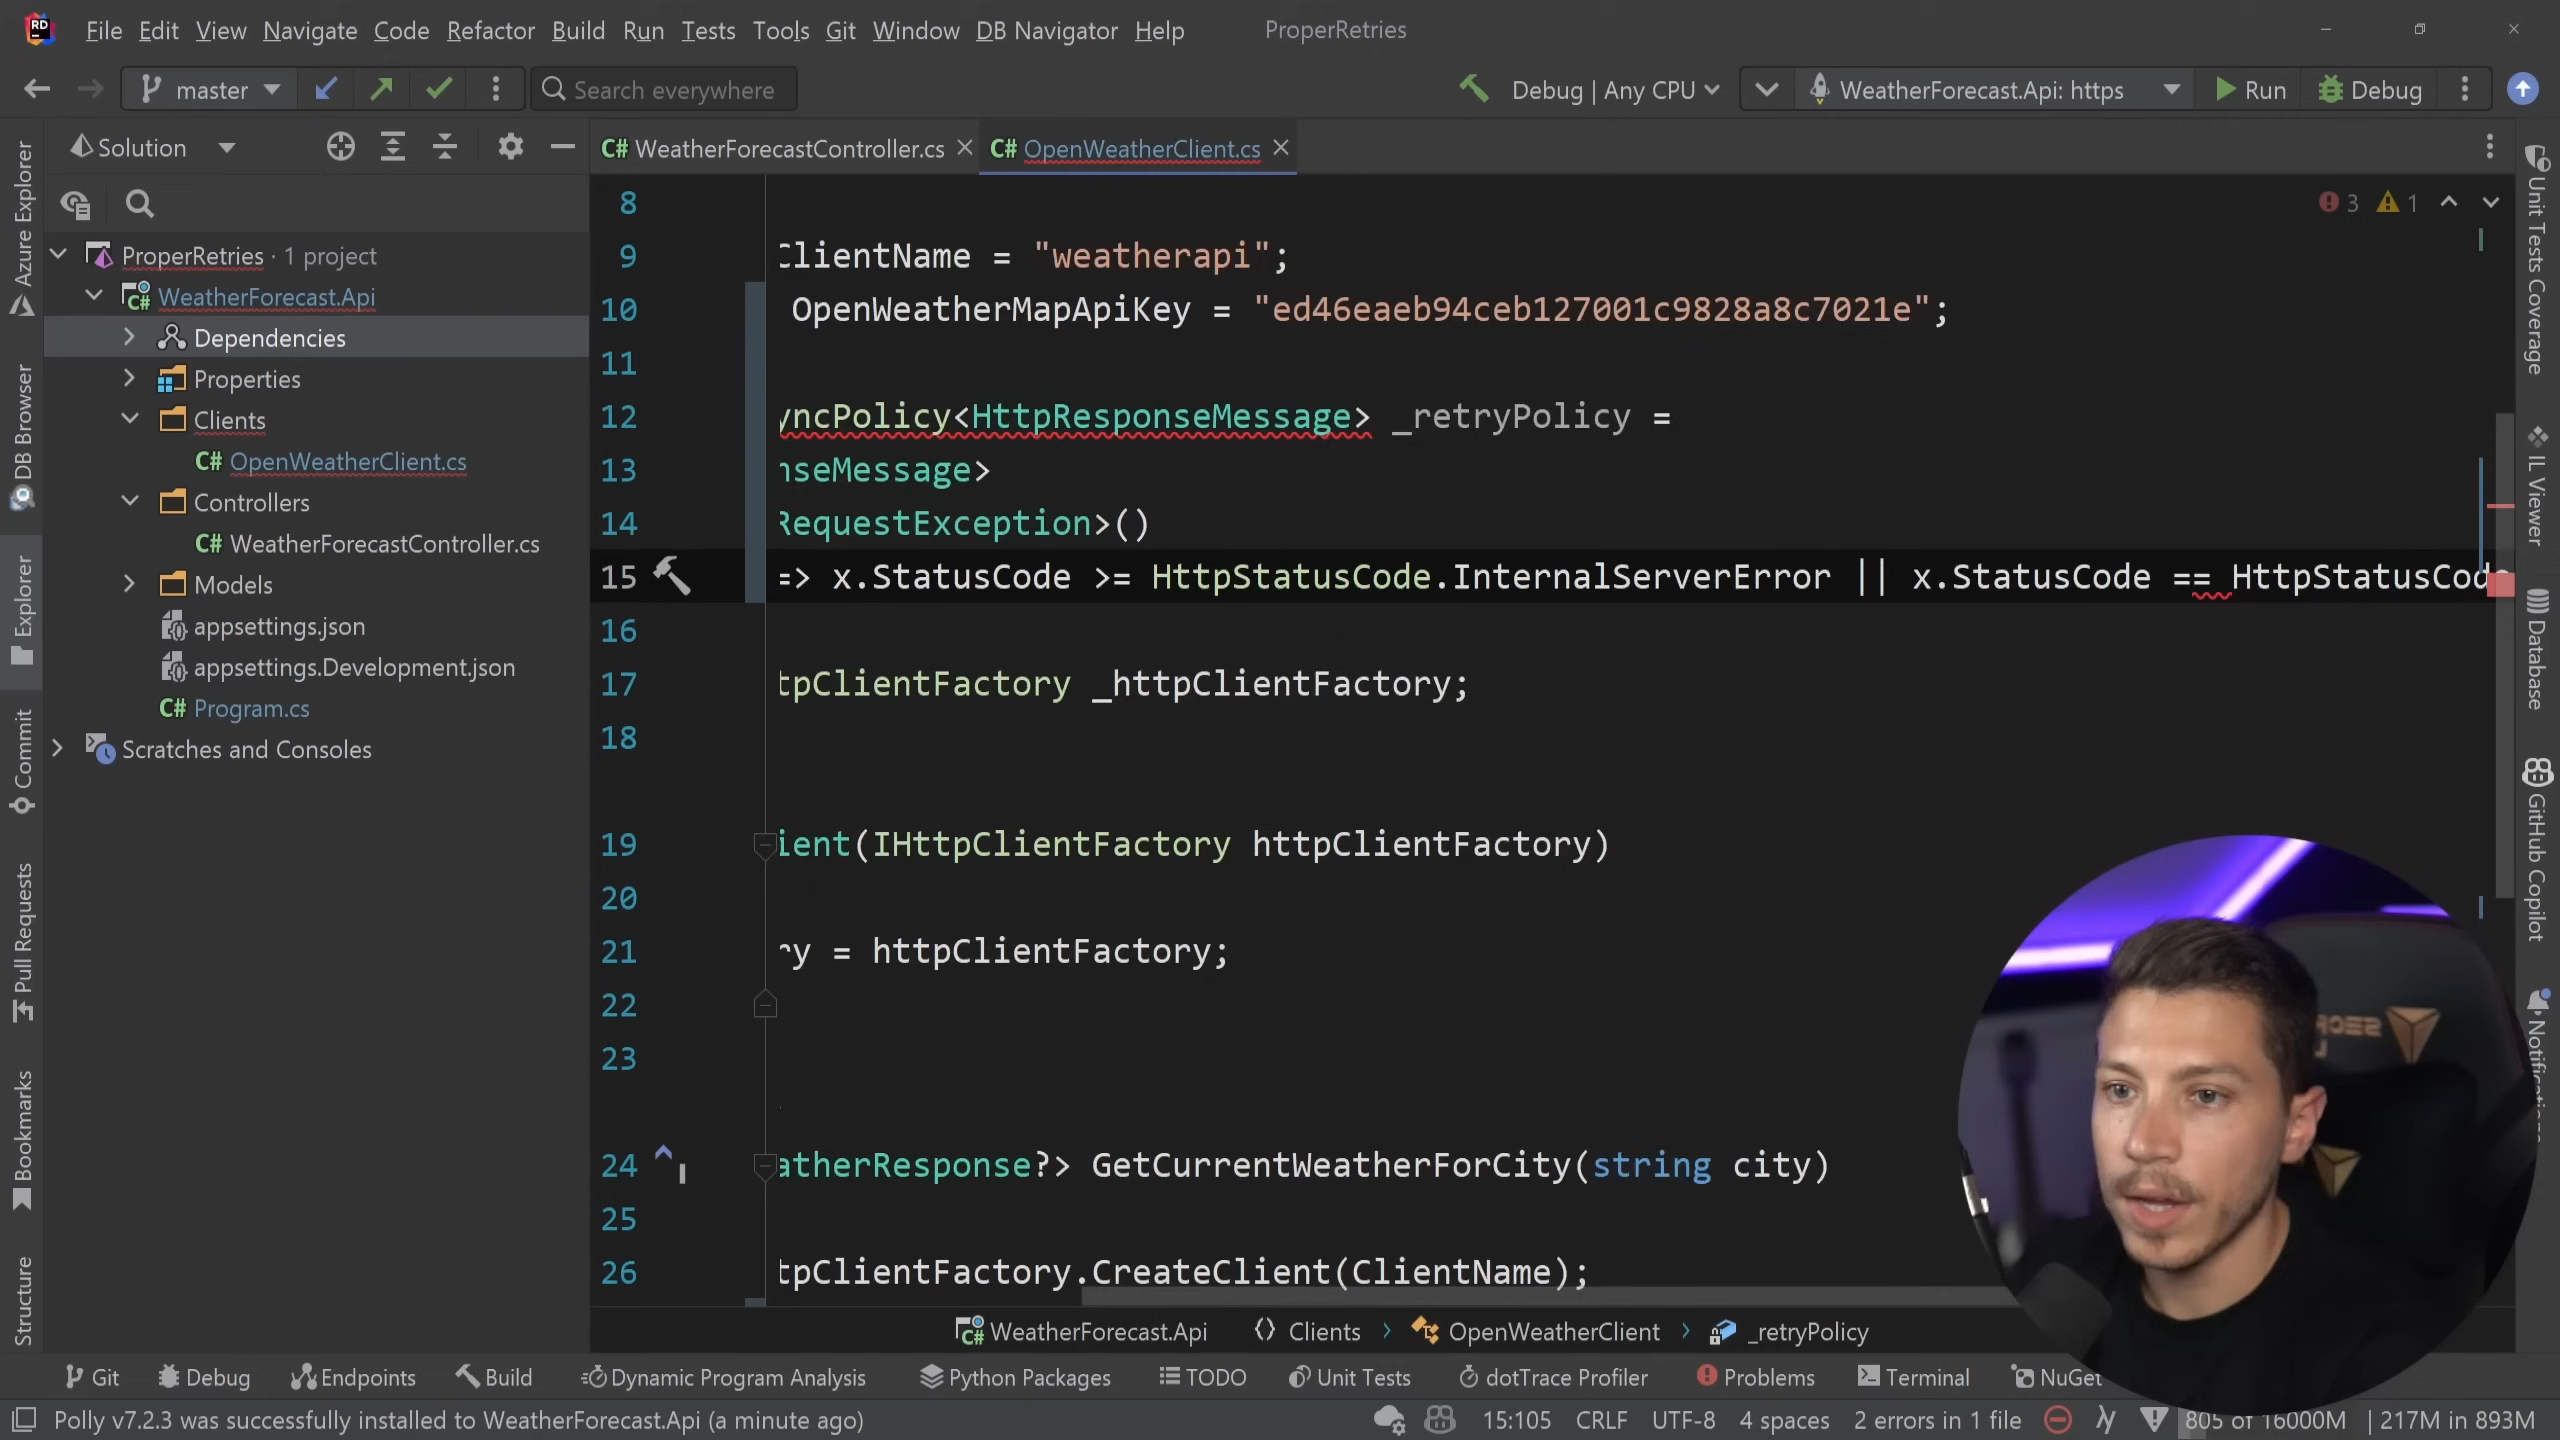 File Edit View Navigate Code Refactor Build Run Tests Tools Git Window DB Navigator Help ProperRetries
master Search everywhere Debug | Any CPU WeatherForecast.Api: https Run Debug
Solution
WeatherForecastController.cs OpenWeatherClient.cs
ProperRetries · 1 project
WeatherForecast.Api
Dependencies
Properties
Clients
C# OpenWeatherClient.cs
Controllers
C# WeatherForecastController.cs
Models
appsettings.json
appsettings.Development.json
C# Program.cs
Scratches and Consoles
Azure Explorer
DB Browser
Explorer
Commit
Pull Requests
Bookmarks
Structure
8
3 1
9 ClientName = "weatherapi";
10 OpenWeatherMapApiKey = "ed46eaeb94ceb127001c9828a8c7021e";
11
12 yncPolicy<HttpResponseMessage> _retryPolicy =
13 nseMessage>
14 RequestException>()
15 => x.StatusCode >= HttpStatusCode.InternalServerError || x.StatusCode == HttpStatusCod
16
17 tpClientFactory _httpClientFactory;
18
19 ient(IHttpClientFactory httpClientFactory)
20
21 ry = httpClientFactory;
22
23
24 atherResponse?> GetCurrentWeatherForCity(string city)
25
26 tpClientFactory.CreateClient(ClientName);
Unit Tests Coverage
IL Viewer
Database
GitHub Copilot
Notifications
WeatherForecast.Api Clients OpenWeatherClient _retryPolicy
Git Debug Endpoints Build Dynamic Program Analysis Python Packages TODO Unit Tests dotTrace Profiler Problems Terminal NuGet
Polly v7.2.3 was successfully installed to WeatherForecast.Api (a minute ago) 15:105 CRLF UTF-8 4 spaces 2 errors in 1 file 805 of 16000M 217M in 893M